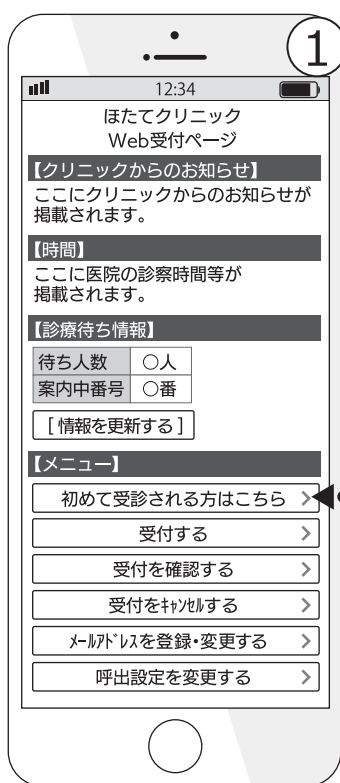 ①
12:34
ほたてクリニック
Web受付ページ
【クリニックからのお知らせ】
ここにクリニックからのお知らせが
掲載されます。
【時間】
ここに医院の診察時間等が
掲載されます。
【診療待ち情報】
待ち人数 ○人
案内中番号 ○番
[情報を更新する]
【メニュー】
初めて受診される方はこちら >
受付する >
受付を確認する >
受付をｷｬﾝｾﾙする >
ﾒｰﾙｱﾄﾞﾚｽを登録・変更する >
呼出設定を変更する >